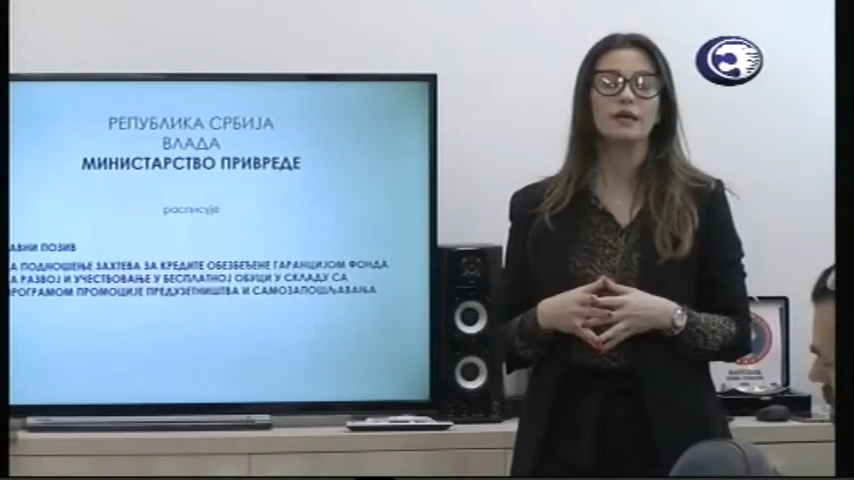 РЕПУБЛИКА СРБИЈА
ВЛАДА
МИНИСТАРСТВО ПРИВРЕДЕ
расписује
АВНИ ПОЗИВ
А ПОДНОШЕЊЕ ЗАХТЕВА ЗА КРЕДИТЕ ОБЕЗБЕЂЕНЕ ГАРАНЦИЈОМ ФОНДА
А РАЗВОЈ И УЧЕСТВОВАЊЕ У БЕСПЛАТНОЈ ОБУЦИ У СКЛАДУ СА
РОГРАМОМ ПРОМОЦИЈЕ ПРЕДУЗЕТНИШТВА И САМОЗАПОШЉАВАЊА